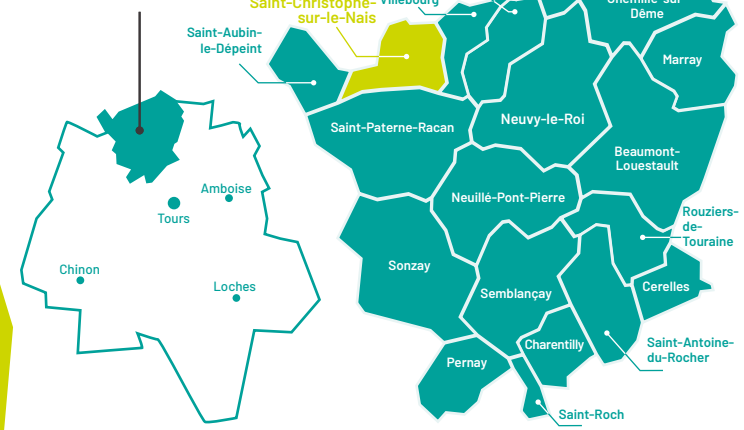 Saint-Christophe-
sur-le-Nais
Villebourg
Chemillé-sur-
Dême
Saint-Aubin-
le-Dépeint
Marray
Saint-Paterne-Racan
Neuvy-le-Roi
Beaumont-
Louestault
Amboise
Tours
Neuillé-Pont-Pierre
Rouziers-
de-
Touraine
Chinon
Sonzay
Loches
Semblançay
Cerelles
Charentilly
Saint-Antoine-
du-Rocher
Pernay
Saint-Roch